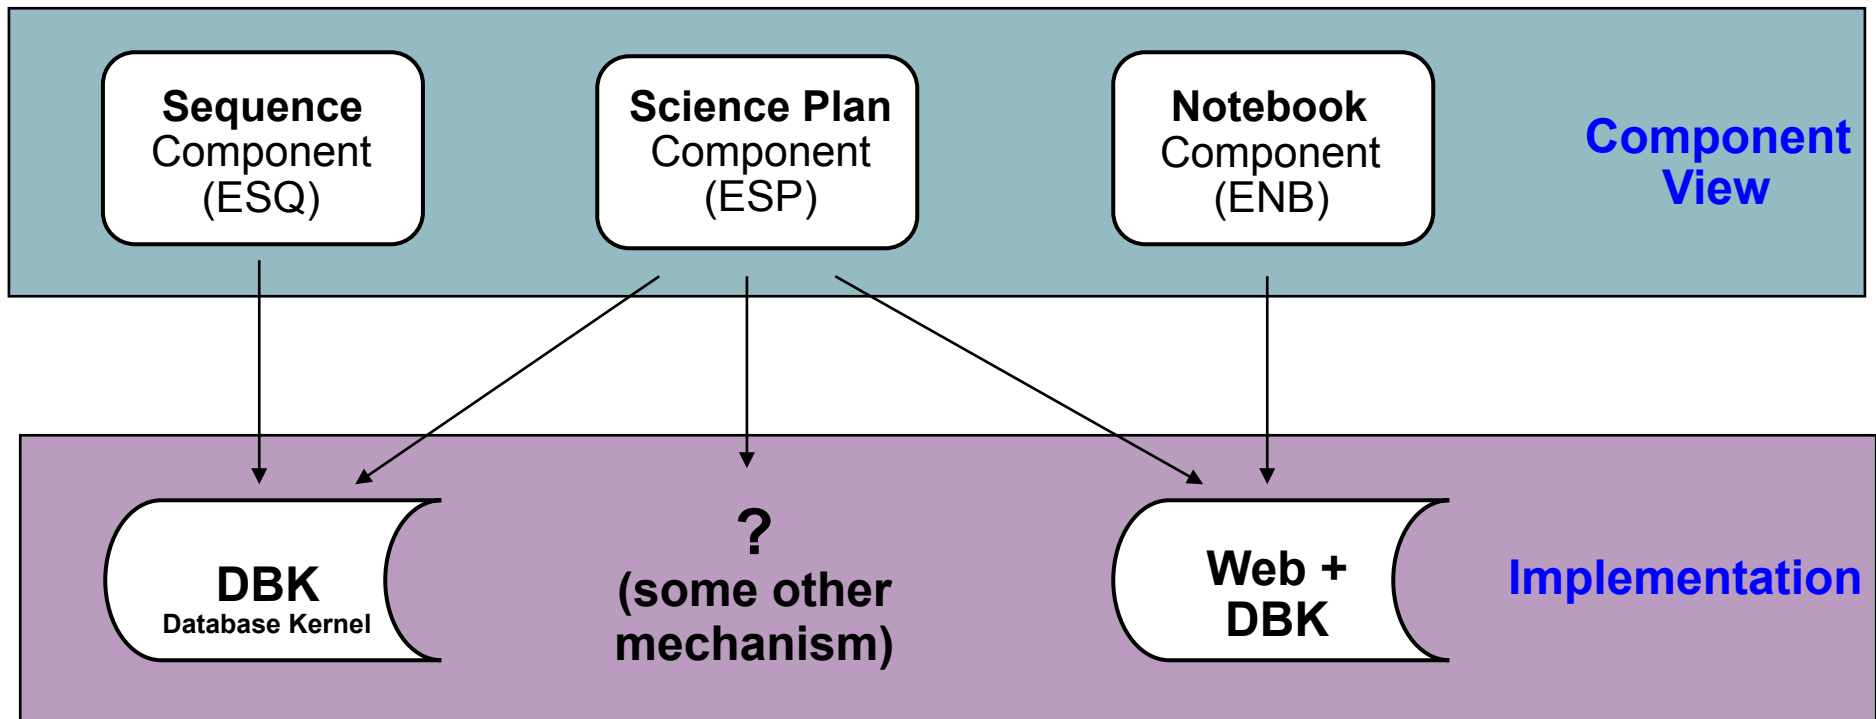 Sequence
Component
(ESQ)
Science Plan
Component
(ESP)
Notebook
Component
(ENB)
Component
View
DBK
Database Kernel
?
(some other
mechanism)
Web +
DBK
Implementation